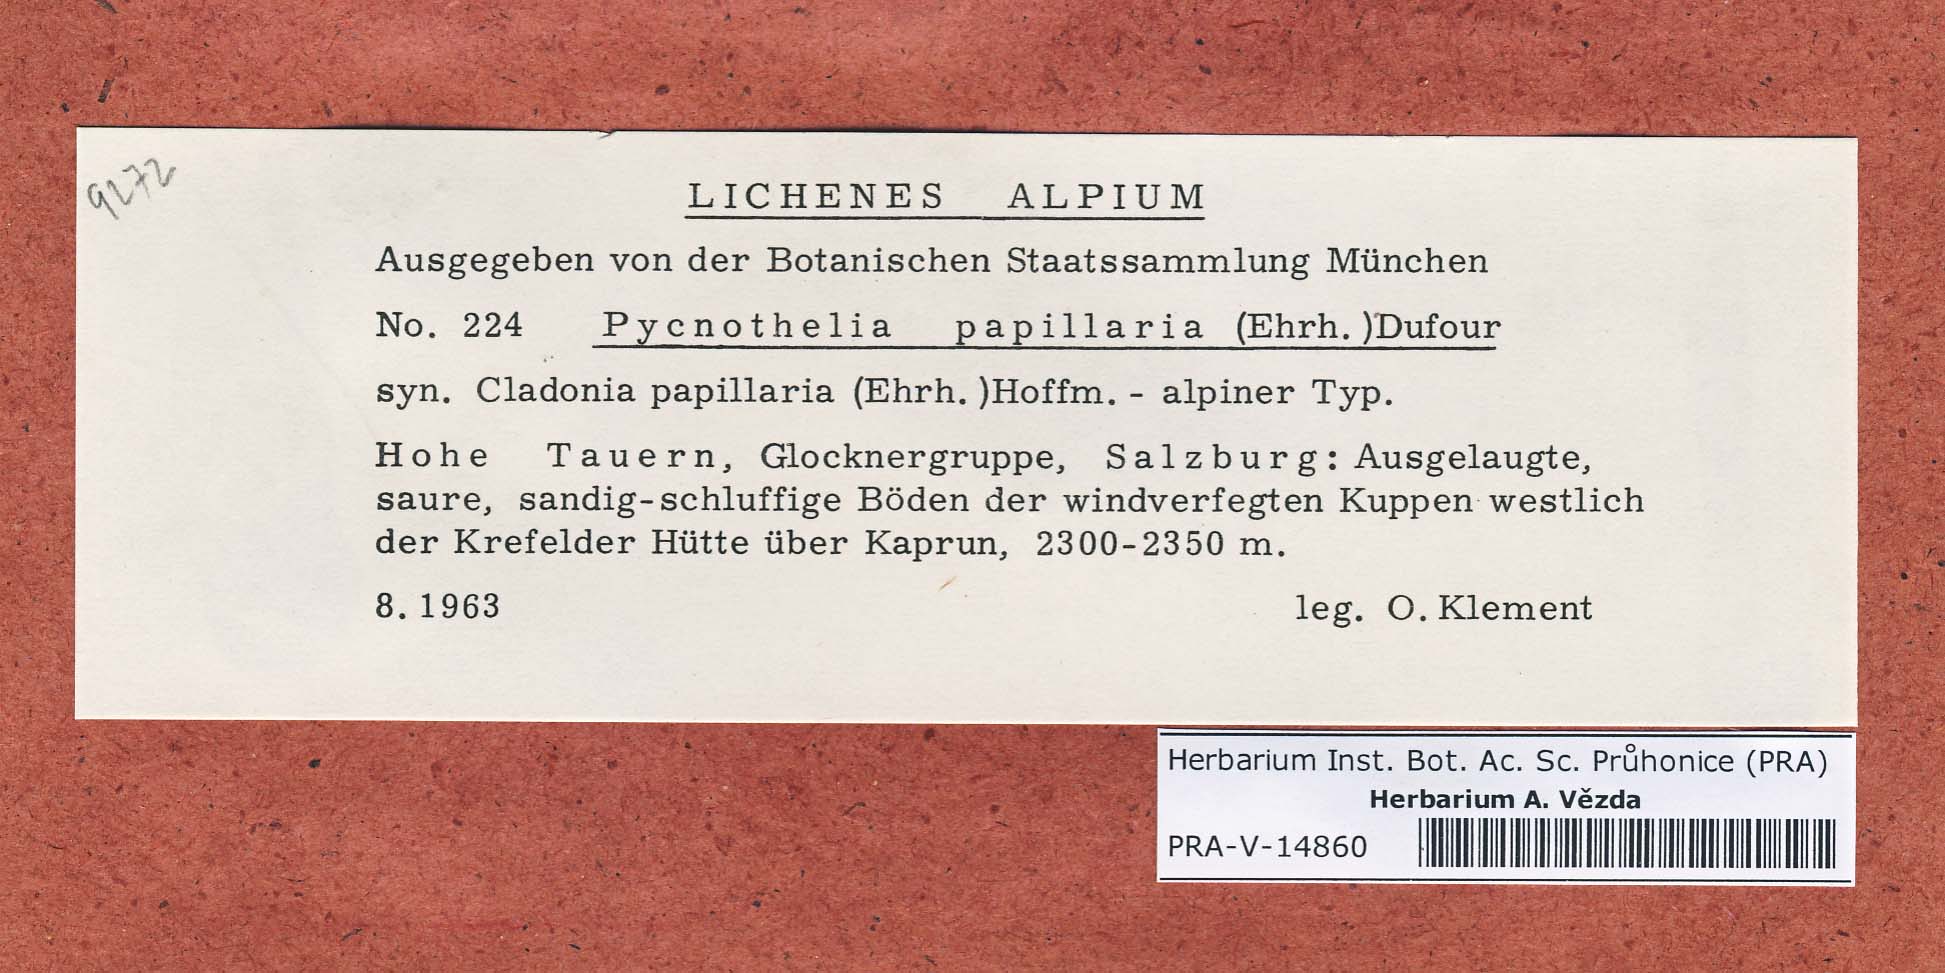 9272
LICHENES ALPIUM
Ausgegeben von der Botanischen Staatssammlung München
No. 224 Pycnothelia papillaria (Ehrh.)Dufour
syn. Cladonia papillaria (Ehrh.)Hoffm. - alpiner Typ.
Hohe Tauern, Glocknergruppe, Salzburg: Ausgelaugte,
saure, sandig-schluffige Böden der windverfegten Kuppen westlich
der Krefelder Hütte über Kaprun, 2300-2350 m.
8. 1963 leg. O. Klement
Herbarium Inst. Bot. Ac. Sc. Průhonice (PRA)
Herbarium A. Vězda
PRA-V-14860